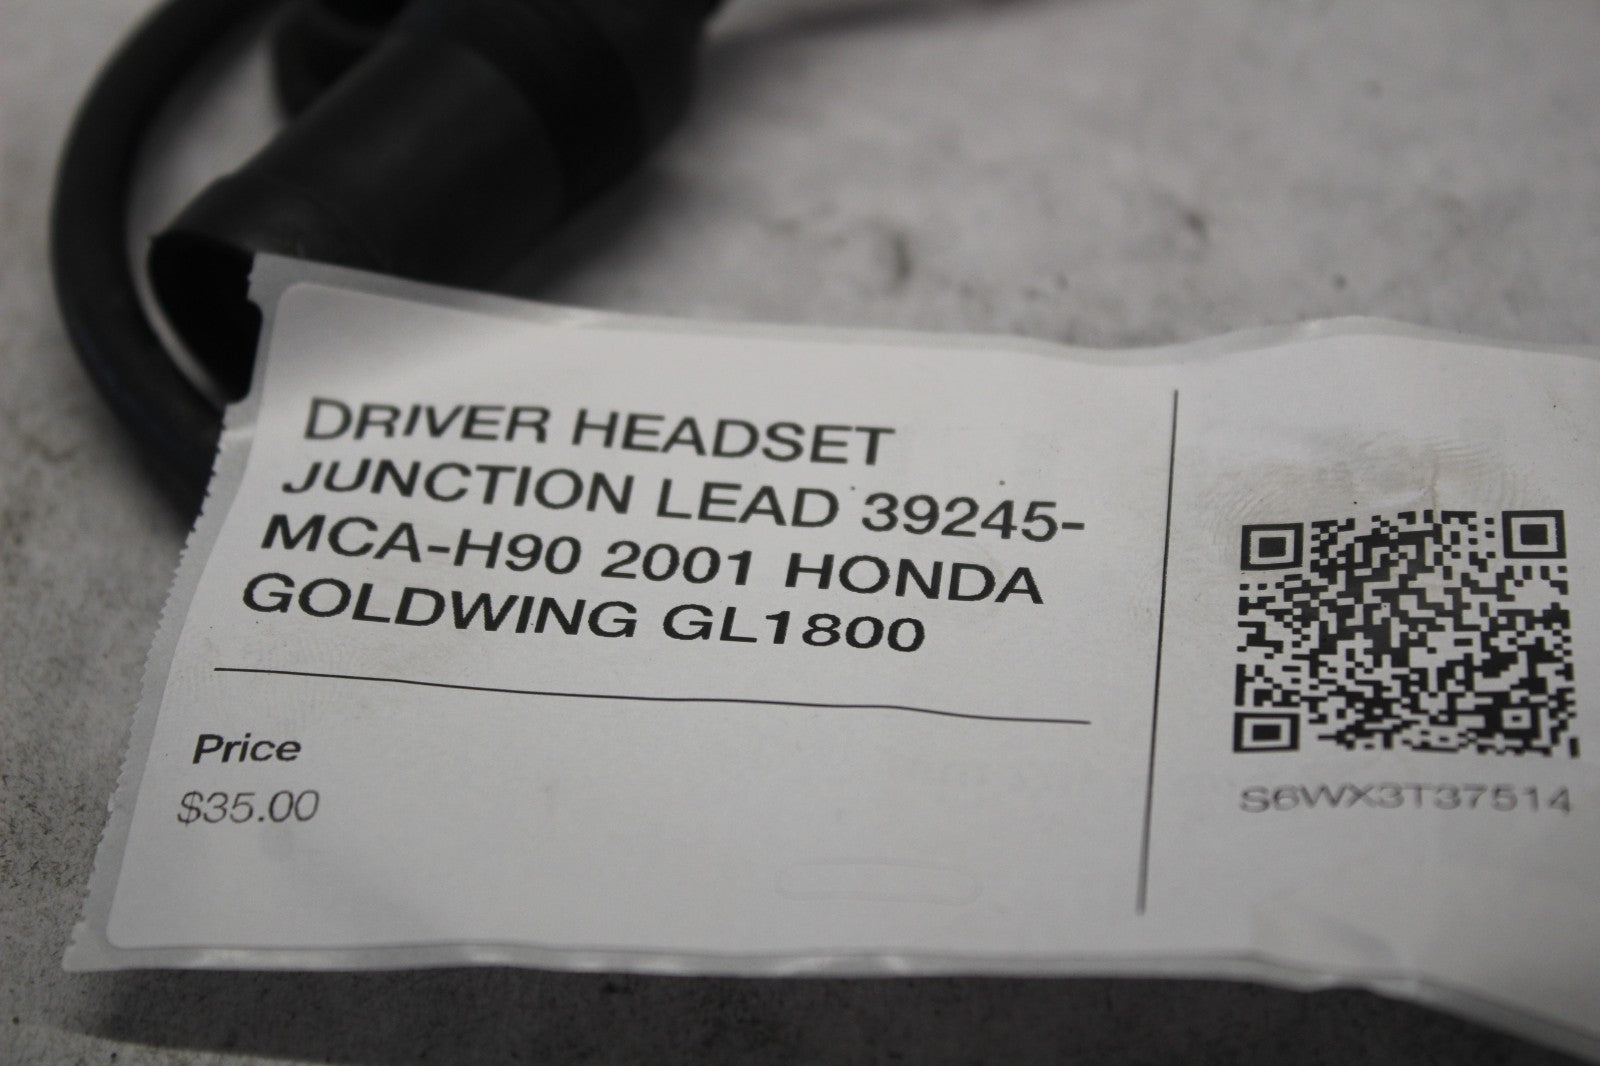 DRIVER HEADSET
JUNCTION LEAD 39245-
MCA-H90 2001 HONDA
GOLDWING GL1800
Price
$35.00
S6WX3T37514